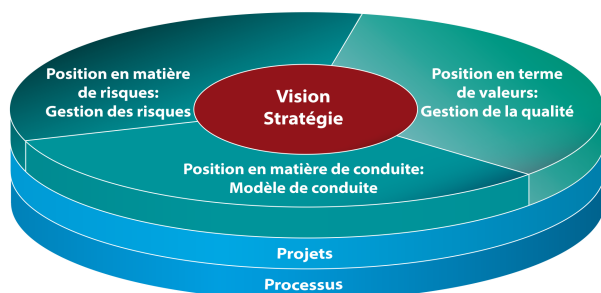 Position en matière
de risques:
Gestion des risques
Vision
Stratégie
Position en terme
de valeurs:
Gestion de la qualité
Position en matière de conduite:
Modèle de conduite
Projets
Processus